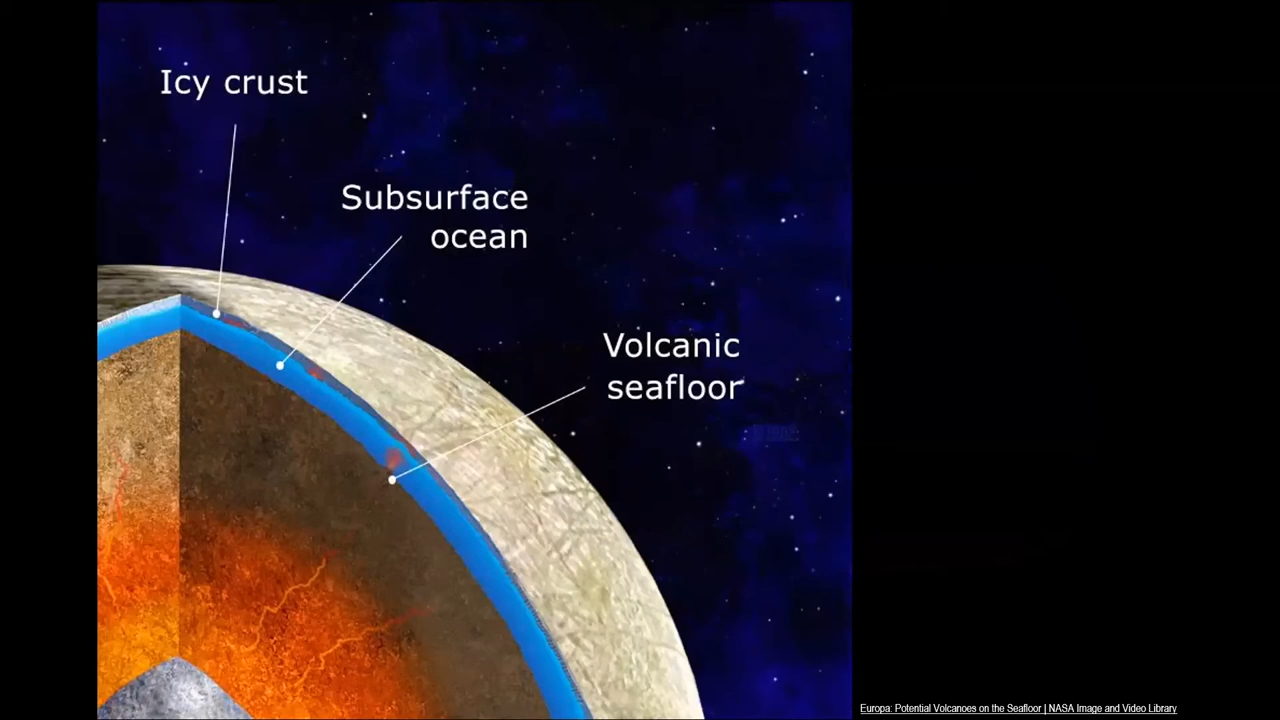 Icy crust
Subsurface
ocean
Volcanic
seafloor
Europa: Potential Volcanoes on the Seafloor | NASA Image and Video Library